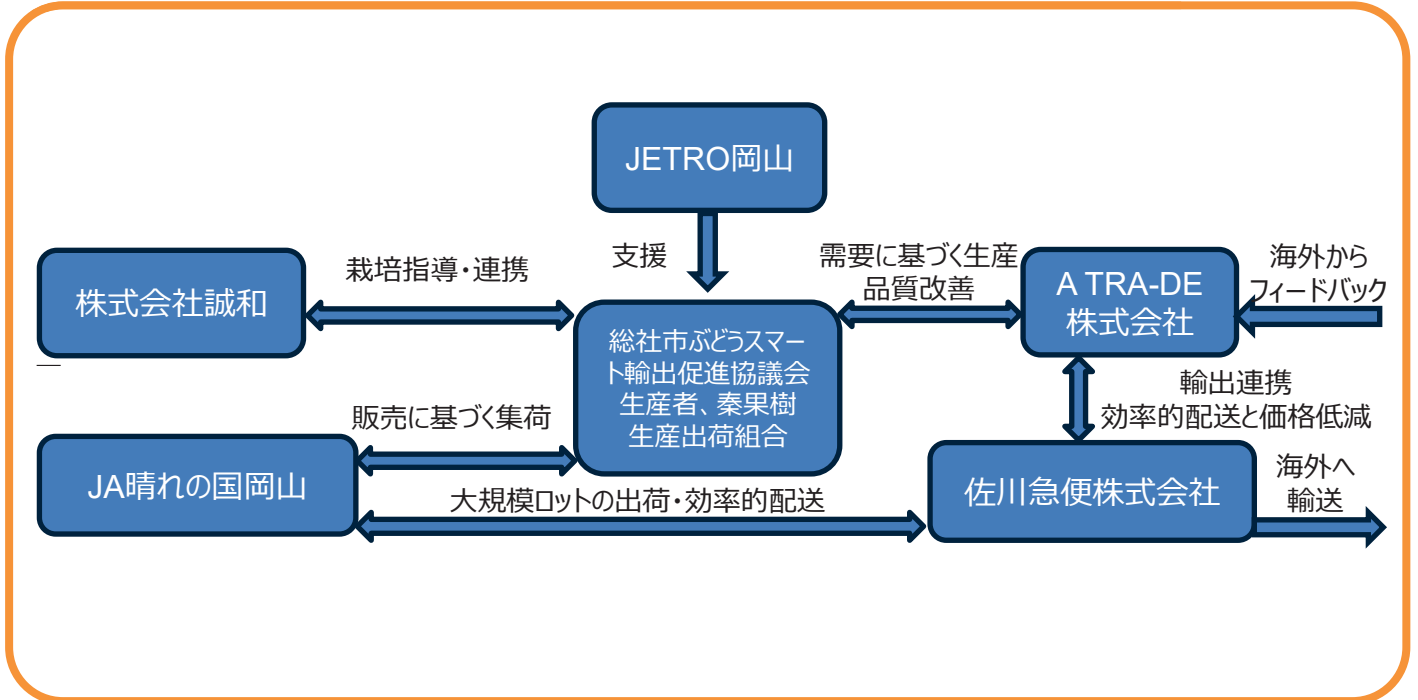 JETRO岡山
支援
株式会社誠和
栽培指導・連携
総社市ぶどうスマー
ト輸出促進協議会
生産者、秦果樹
生産出荷組合
需要に基づく生産
品質改善
A TRA-DE
株式会社
海外から
フィードバック
輸出連携
効率的配送と価格低減
販売に基づく集荷
JA晴れの国岡山
大規模ロットの出荷・効率的配送
佐川急便株式会社
海外へ
輸送